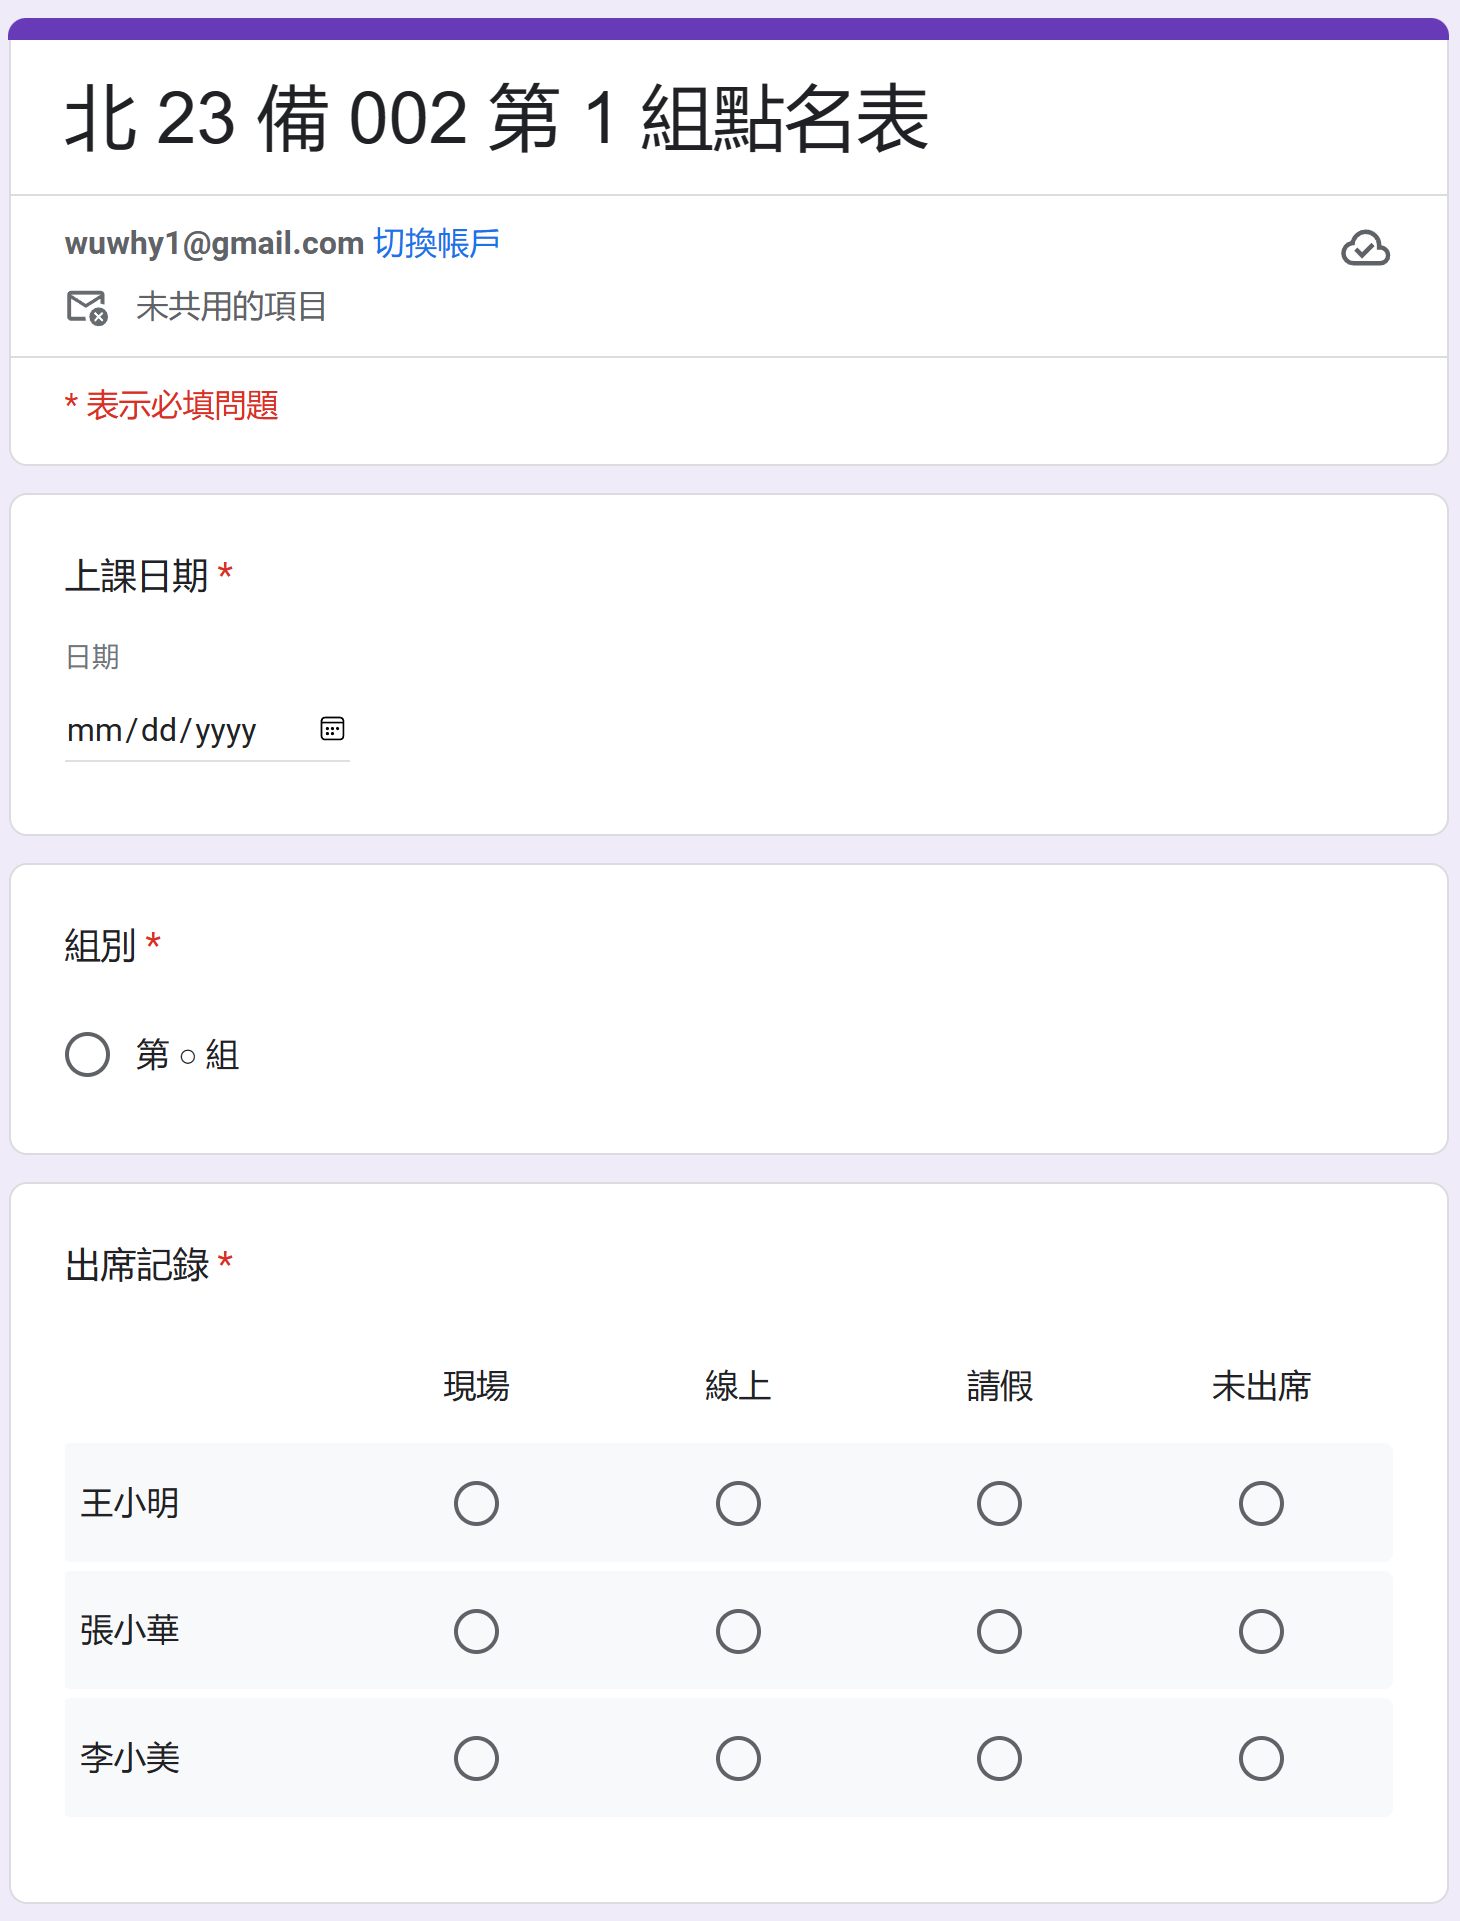 北 23 備 002 第 1 組點名表
wuwhy1@gmail.com 切換帳戶
未共用的項目
* 表示必填問題
上課日期 *
日期
mm/dd/yyyy
組別 *
第 ○ 組
出席記錄 *
現場 線上 請假 未出席
王小明
張小華
李小美